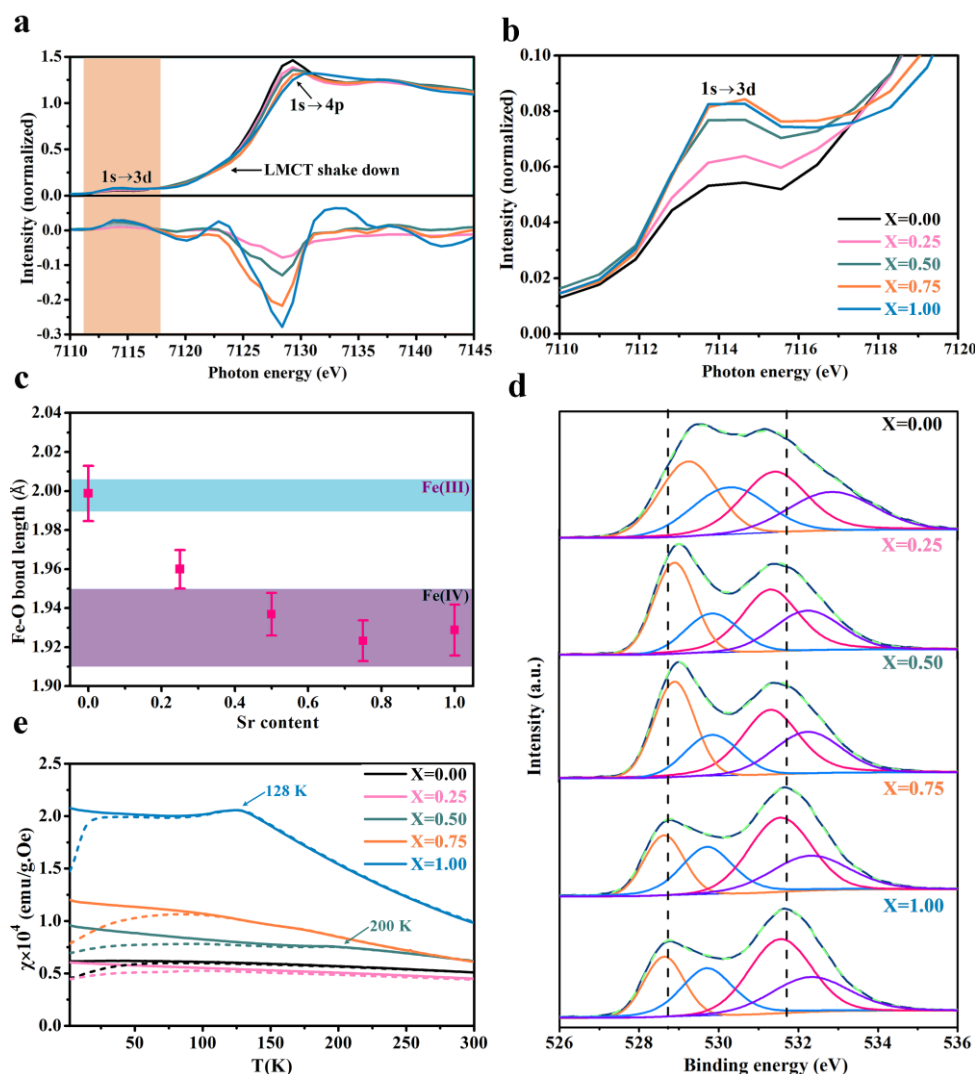 a
Intensity (normalized)
1.5
1.0
0.5
0.0
1s→4p
LMCT shake down
1s→3d
0.0
-0.1
-0.2
-0.3
7110 7115 7120 7125 7130 7135 7140 7145
Photon energy (eV)
b
Intensity (normalized)
0.10
0.08
0.06
0.04
0.02
0.00
1s→3d
X=0.00
X=0.25
X=0.50
X=0.75
X=1.00
7110 7112 7114 7116 7118 7120
Photon energy (eV)
c
Fe-O bond length (Å)
2.04
2.02
2.00
1.98
1.96
1.94
1.92
1.90
Fe(III)
Fe(IV)
0.0 0.2 0.4 0.6 0.8 1.0
Sr content
d
Intensity (a.u.)
X=0.00
X=0.25
X=0.50
X=0.75
X=1.00
526 528 530 532 534 536
Binding energy (eV)
e
χ×10⁴ (emu/g.Oe)
2.5
2.0
1.5
1.0
0.5
0.0
128 K
200 K
X=0.00
X=0.25
X=0.50
X=0.75
X=1.00
50 100 150 200 250 300
T(K)